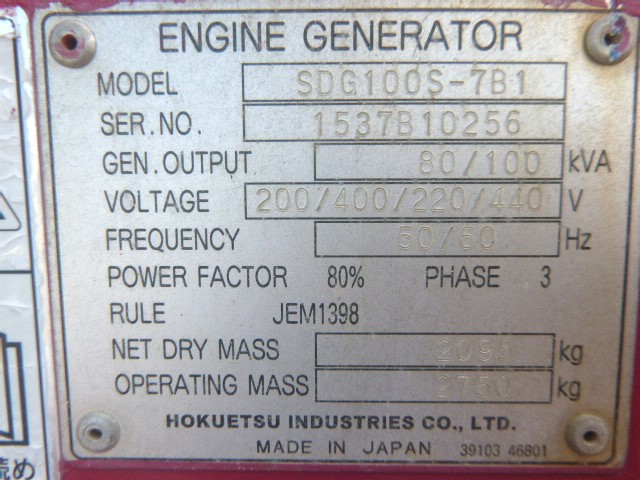 ENGINE GENERATOR
MODEL SDG100S-7B1
SER.NO. 1537B10256
GEN.OUTPUT 80/100 kVA
VOLTAGE 200/400/220/440 V
FREQUENCY 50/60 Hz
POWER FACTOR 80% PHASE 3
RULE JEM1398
NET DRY MASS kg
OPERATING MASS kg
HOKUETSU INDUSTRIES CO., LTD.
MADE IN JAPAN 39103 46801
読め